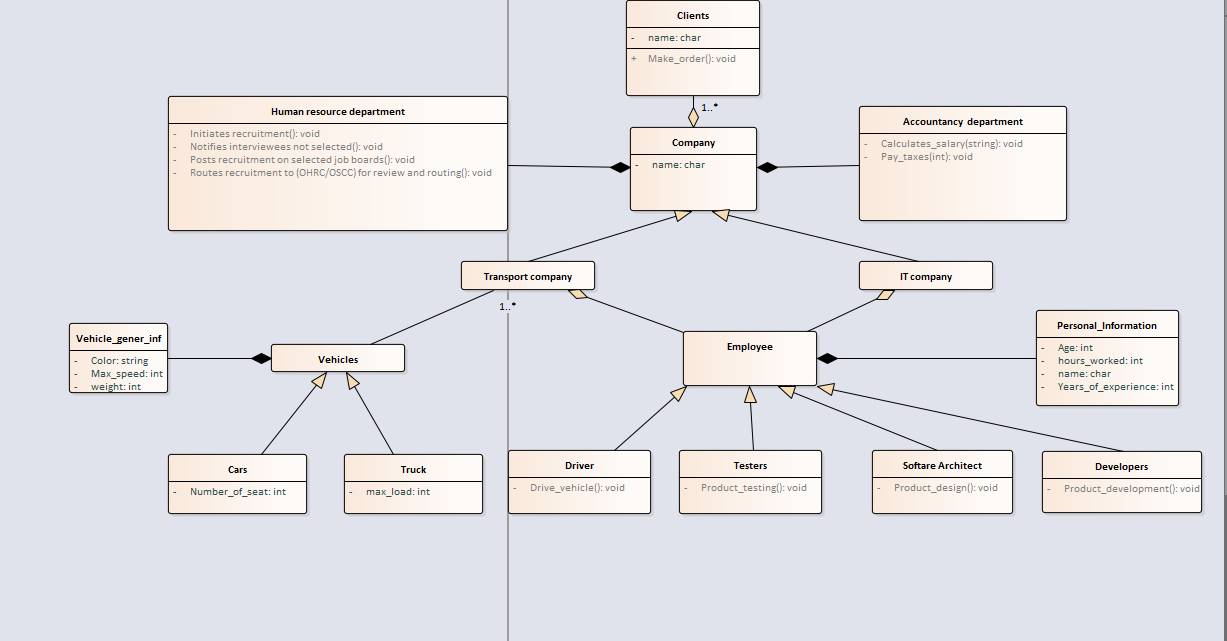 Clients
- name: char
+ Make_order(): void
1..*
Human resource department
- Initiates recruitment(): void
- Notifies interviewees not selected(): void
- Posts recruitment on selected job boards(): void
- Routes recruitment to (OHRC/OSCC) for review and routing(): void
Company
- name: char
Accountancy department
- Calculates_salary(string): void
- Pay_taxes(int): void
Transport company
IT company
1..*
Vehicle_gener_inf
- Color: string
- Max_speed: int
- weight: int
Vehicles
Employee
Personal_Information
- Age: int
- hours_worked: int
- name: char
- Years_of_experience: int
Cars
- Number_of_seat: int
Truck
- max_load: int
Driver
- Drive_vehicle(): void
Testers
- Product_testing(): void
Softare Architect
- Product_design(): void
Developers
- Product_development(): void